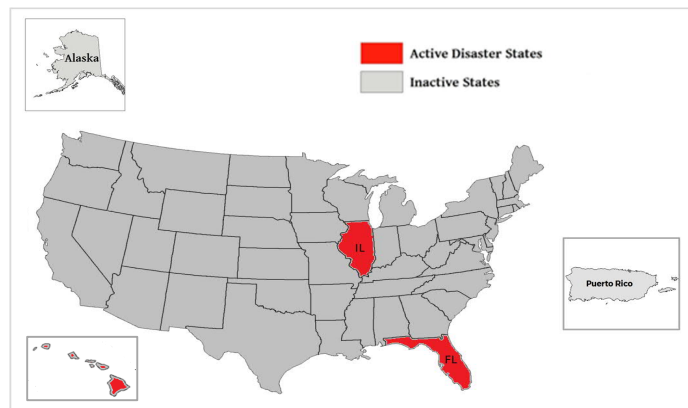 Alaska
Active Disaster States
Inactive States
IL
Puerto Rico
FL